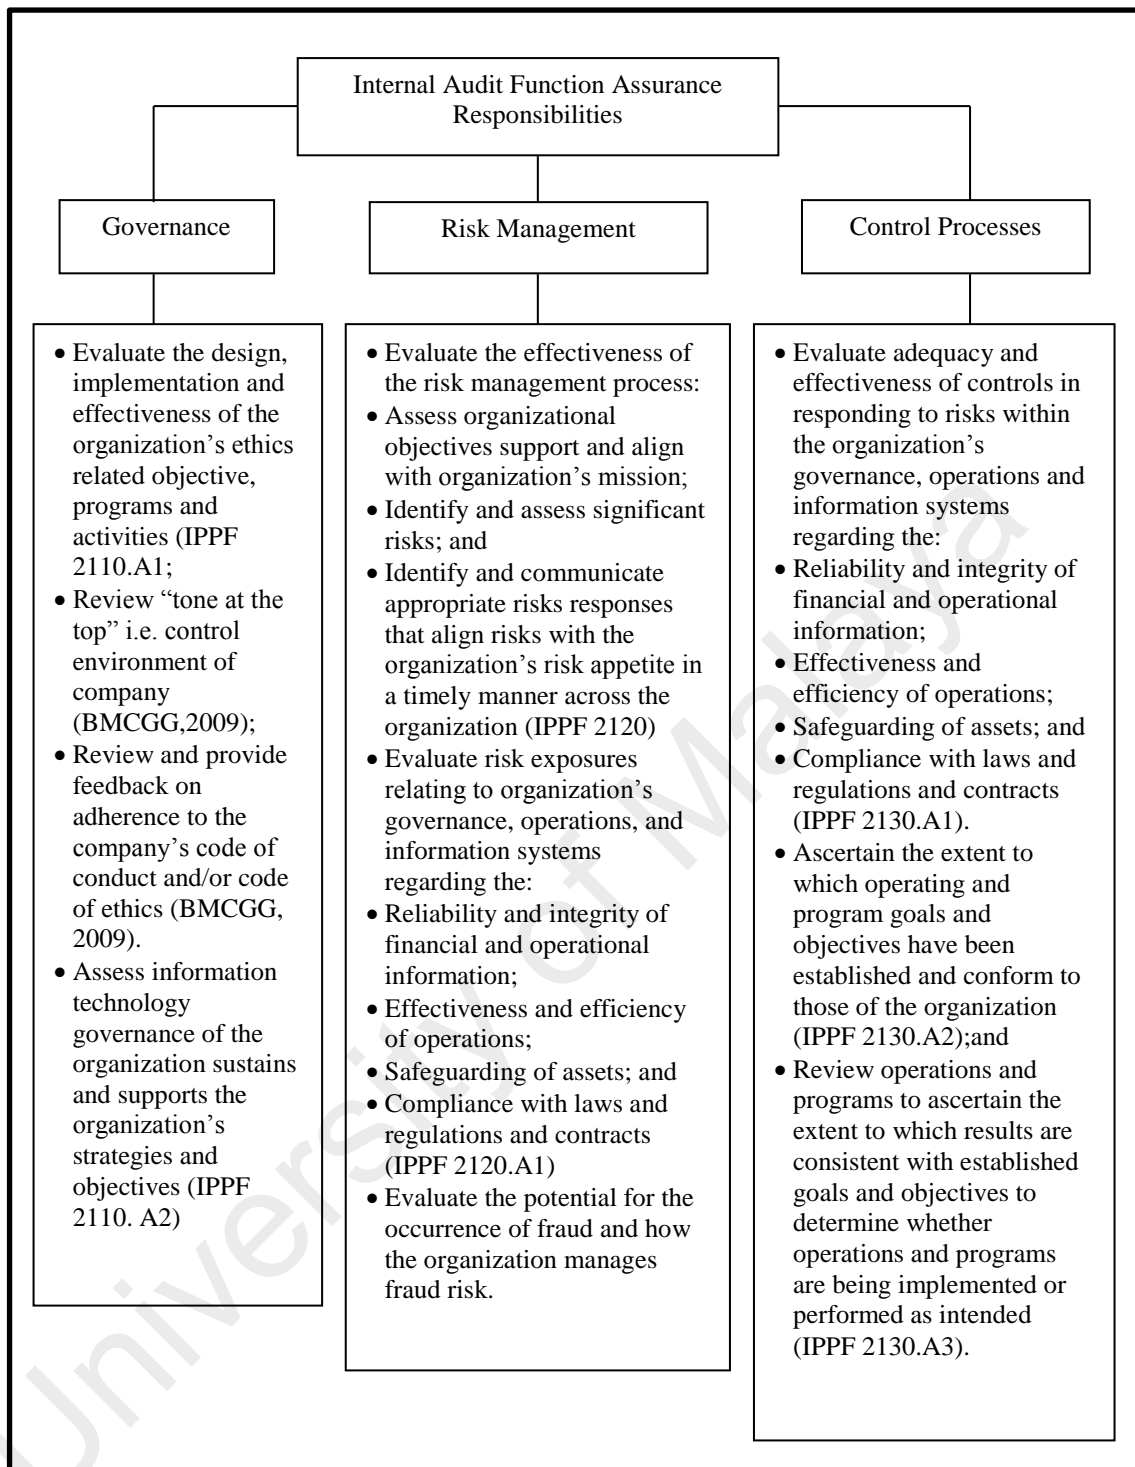 Internal Audit Function Assurance
Responsibilities
Governance
Risk Management
Control Processes
• Evaluate the design,
implementation and
effectiveness of the
organization’s ethics
related objective,
programs and
activities (IPPF
2110.A1;
• Review “tone at the
top” i.e. control
environment of
company
(BMCGG,2009);
• Review and provide
feedback on
adherence to the
company’s code of
conduct and/or code
of ethics (BMCGG,
2009).
• Assess information
technology
governance of the
organization sustains
and supports the
organization’s
strategies and
objectives (IPPF
2110. A2)
• Evaluate the effectiveness of
the risk management process:
• Assess organizational
objectives support and align
with organization’s mission;
• Identify and assess significant
risks; and
• Identify and communicate
appropriate risks responses
that align risks with the
organization’s risk appetite in
a timely manner across the
organization (IPPF 2120)
• Evaluate risk exposures
relating to organization’s
governance, operations, and
information systems
regarding the:
• Reliability and integrity of
financial and operational
information;
• Effectiveness and efficiency
of operations;
• Safeguarding of assets; and
• Compliance with laws and
regulations and contracts
(IPPF 2120.A1)
• Evaluate the potential for the
occurrence of fraud and how
the organization manages
fraud risk.
• Evaluate adequacy and
effectiveness of controls in
responding to risks within
the organization’s
governance, operations and
information systems
regarding the:
• Reliability and integrity of
financial and operational
information;
• Effectiveness and
efficiency of operations;
• Safeguarding of assets; and
• Compliance with laws and
regulations and contracts
(IPPF 2130.A1).
• Ascertain the extent to
which operating and
program goals and
objectives have been
established and conform to
those of the organization
(IPPF 2130.A2);and
• Review operations and
programs to ascertain the
extent to which results are
consistent with established
goals and objectives to
determine whether
operations and programs
are being implemented or
performed as intended
(IPPF 2130.A3).
University of Malaya